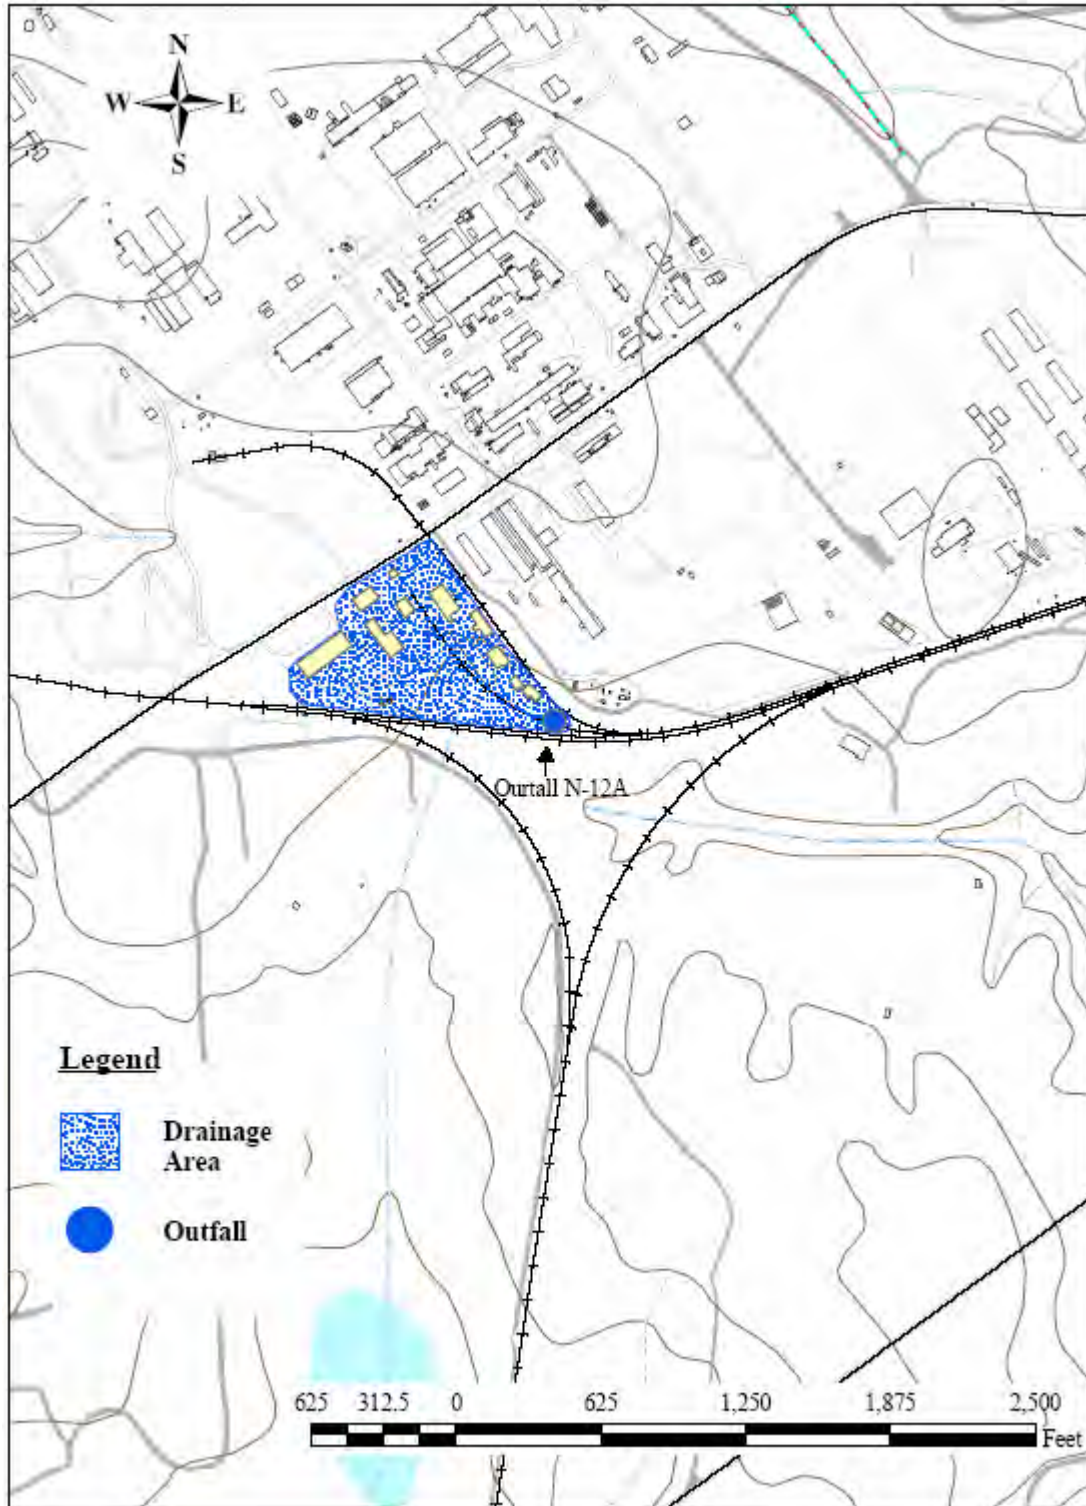 N
W E
S
Ourtall N-12A
Legend
Drainage
Area
Outfall
625 312.5 0 625 1,250 1,875 2,500
Feet